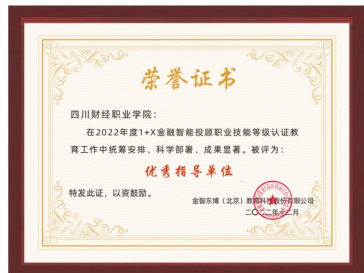 荣誉证书
四川财经职业学院：
在2022年度1+X金融智能投顾职业技能等级认证教
育工作中统筹安排、科学部署、成果显著。被评为：
优秀指导单位
特发此证，以资鼓励。
金智东博（北京）教育科技股份有限公司
二〇二二年十二月